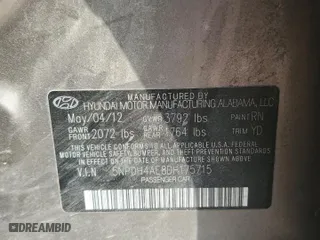 MANUFACTURED BY
HYUNDAI MOTOR MANUFACTURING ALABAMA, LLC
May/04/12 GVWR 3792 lbs PAINT RN
GAWR FRONT 2072 lbs GAWR REAR 1764 lbs TRIM YD
THIS VEHICLE CONFORMS TO ALL APPLICABLE
FEDERAL MOTOR VEHICLE SAFETY, BUMPER, AND
THEFT PREVENTION STANDARDS IN EFFECT ON
THE DATE OF MANUFACTURE SHOWN ABOVE.
V.I.N 5NPDH4AE8DH175715
PASSENGER CAR